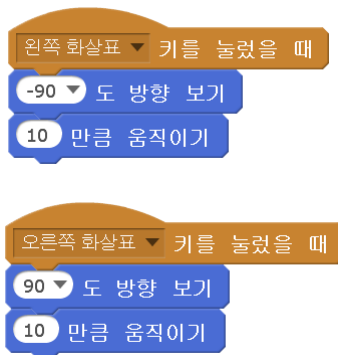 왼쪽 화살표 키를 눌렀을 때
-90 도 방향 보기
10 만큼 움직이기
오른쪽 화살표 키를 눌렀을 때
90 도 방향 보기
10 만큼 움직이기